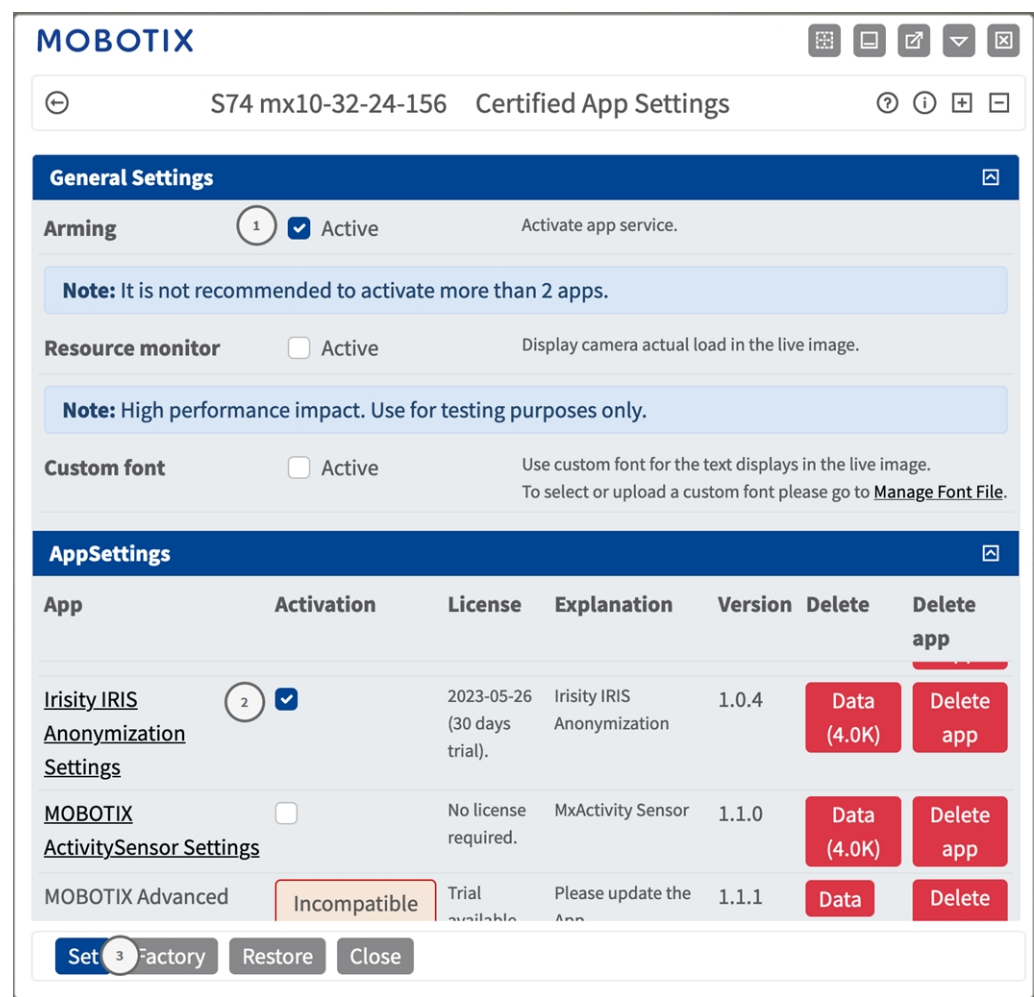 MOBOTIX
S74 mx10-32-24-156 Certified App Settings
General Settings
Arming 1 Active Activate app service.
Note: It is not recommended to activate more than 2 apps.
Resource monitor Active Display camera actual load in the live image.
Note: High performance impact. Use for testing purposes only.
Custom font Active Use custom font for the text displays in the live image.
To select or upload a custom font please go to Manage Font File.
AppSettings
App Activation License Explanation Version Delete Delete
app
Irisity IRIS 2 2023-05-26 Irisity IRIS 1.0.4 Data Delete
Anonymization (30 days Anonymization (4.0K) app
Settings trial).
MOBOTIX No license MxActivity Sensor 1.1.0 Data Delete
ActivitySensor Settings required. (4.0K) app
MOBOTIX Advanced Incompatible Trial Please update the 1.1.1 Data Delete
available App
Set 3 Factory Restore Close